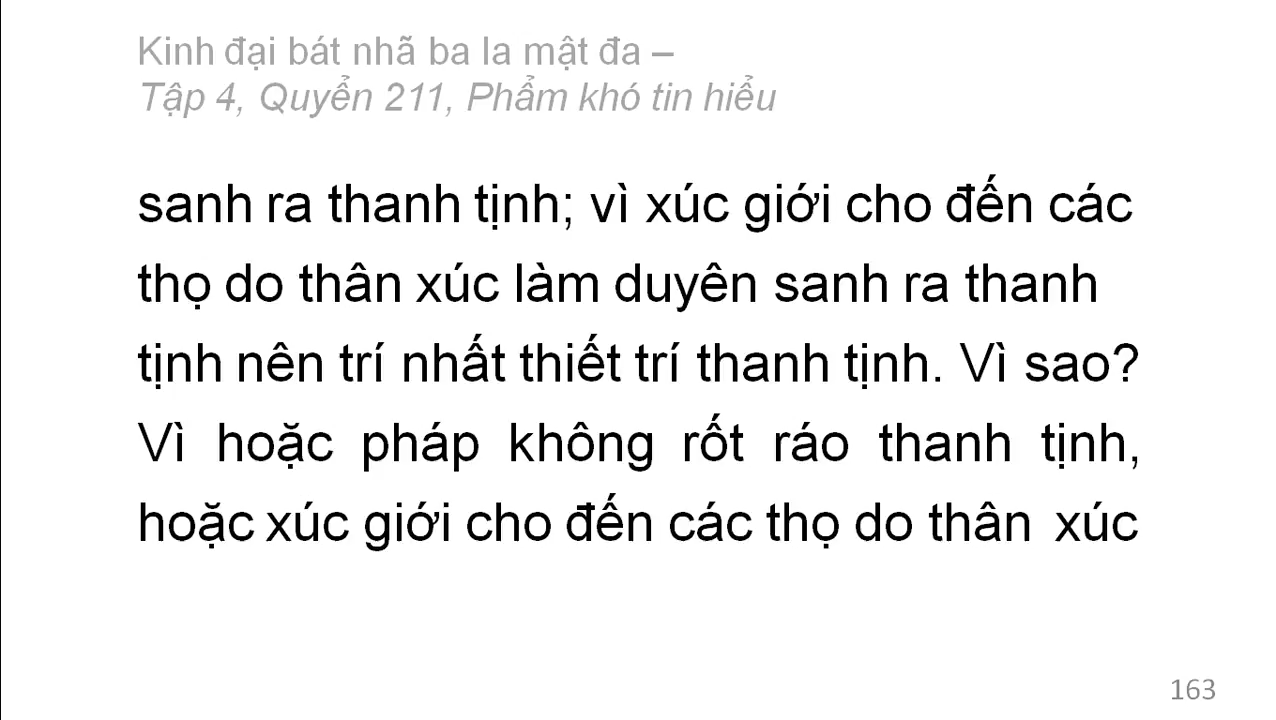 Kinh đại bát nhã ba la mật đa –
Tập 4, Quyển 211, Phẩm khó tin hiểu
sanh ra thanh tịnh; vì xúc giới cho đến các
thọ do thân xúc làm duyên sanh ra thanh
tịnh nên trí nhất thiết trí thanh tịnh. Vì sao?
Vì hoặc pháp không rốt ráo thanh tịnh,
hoặc xúc giới cho đến các thọ do thân xúc
163